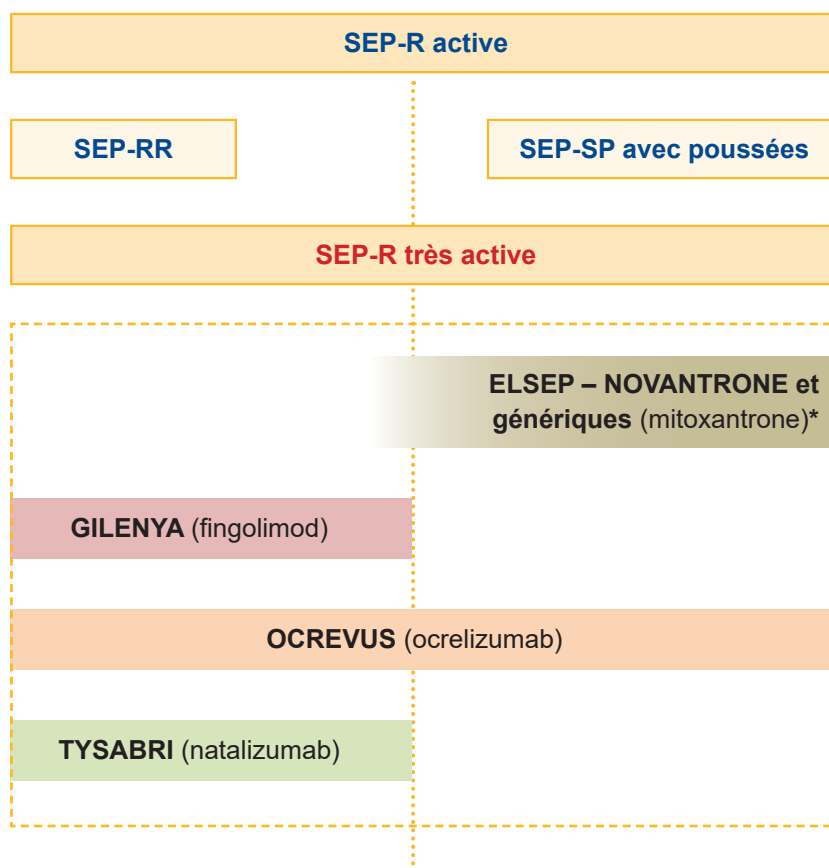 SEP-R active
SEP-RR
SEP-SP avec poussées
SEP-R très active
ELSEP – NOVANTRONE et
génériques (mitoxantrone)*
GILENYA (fingolimod)
OCREVUS (ocrelizumab)
TYSABRI (natalizumab)